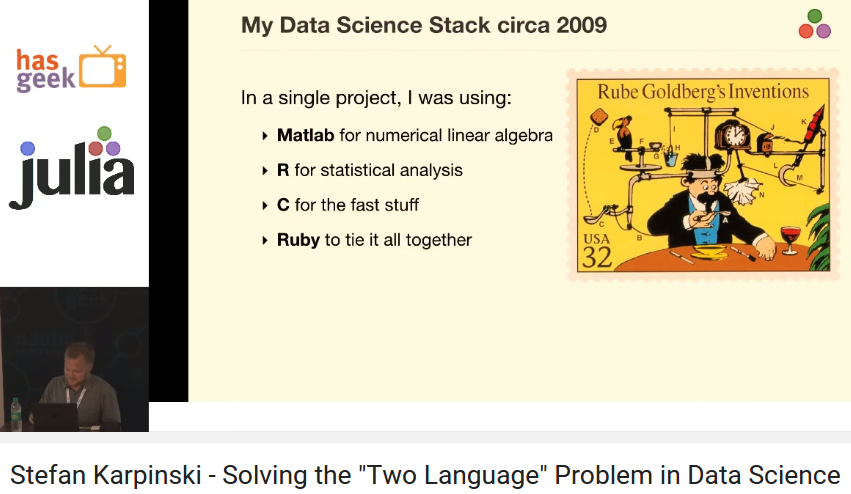 My Data Science Stack circa 2009
has
geek
julia
In a single project, I was using:
Matlab for numerical linear algebra
R for statistical analysis
C for the fast stuff
Ruby to tie it all together
Rube Goldberg's Inventions
A
B
C
D
E
F
G
H
I
J
K
L
M
N
USA
32
Stefan Karpinski - Solving the "Two Language" Problem in Data Science